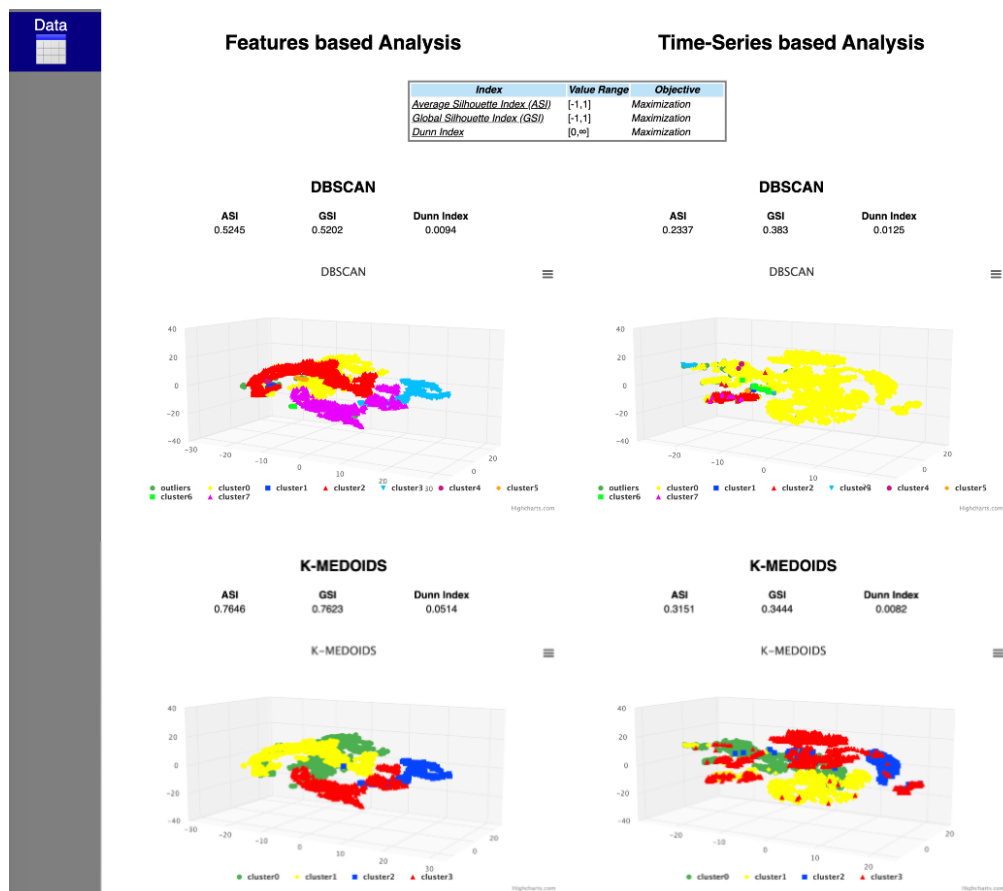 Data
Features based Analysis
Time-Series based Analysis
Index Value Range Objective
Average Silhouette Index (ASI) [-1,1] Maximization
Global Silhouette Index (GSI) [-1,1] Maximization
Dunn Index [0,∞] Maximization
DBSCAN
ASI GSI Dunn Index
0.5245 0.5202 0.0094
DBSCAN
40
20
0
−20
−40
−30
−20
−10
0
10
20
30
20
0
outliers cluster0 cluster1 cluster2 cluster3 cluster4 cluster5
cluster6 cluster7
Highcharts.com
DBSCAN
ASI GSI Dunn Index
0.2337 0.383 0.0125
DBSCAN
40
20
0
−20
−40
−20
−10
0
20
0
outliers cluster0 cluster1 cluster2 cluster3 cluster4 cluster5
cluster6 cluster7
Highcharts.com
K-MEDOIDS
ASI GSI Dunn Index
0.7646 0.7623 0.0514
K−MEDOIDS
40
20
0
−20
−40
−30
−20
−10
0
10
20
30
20
0
cluster0 cluster1 cluster2 cluster3
Highcharts.com
K-MEDOIDS
ASI GSI Dunn Index
0.3151 0.3444 0.0082
K−MEDOIDS
40
20
0
−20
−40
−20
−10
0
10
20
20
0
cluster0 cluster1 cluster2 cluster3
Highcharts.com